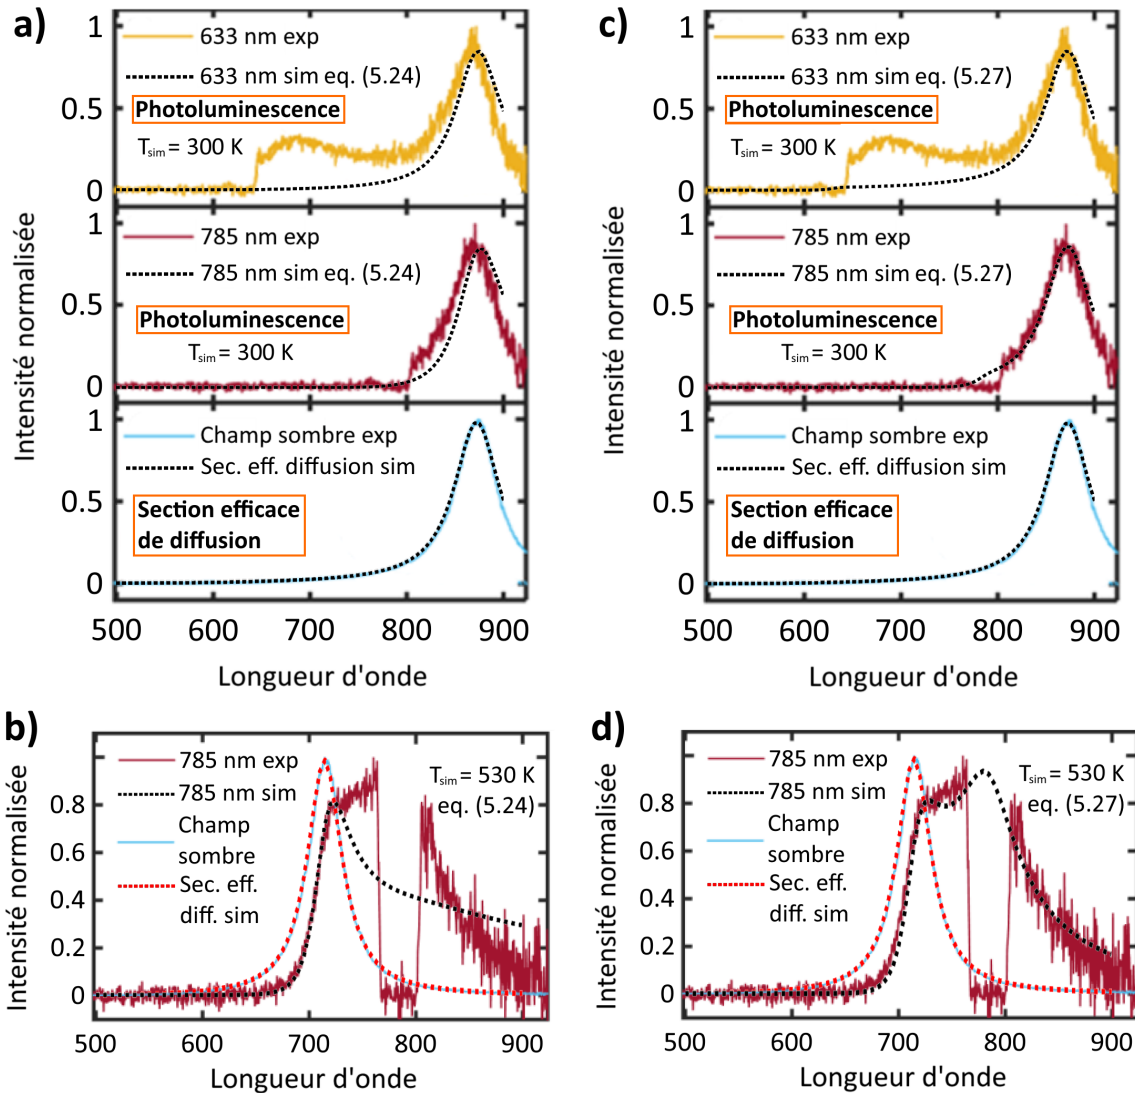 a)
1
0.5
0
633 nm exp
633 nm sim eq. (5.24)
Photoluminescence
Tsim = 300 K
1
0.5
0
785 nm exp
785 nm sim eq. (5.24)
Photoluminescence
Tsim = 300 K
1
0.5
0
Champ sombre exp
Sec. eff. diffusion sim
Section efficace
de diffusion
Intensité normalisée
500 600 700 800 900
Longueur d'onde
c)
1
0.5
0
633 nm exp
633 nm sim eq. (5.27)
Photoluminescence
Tsim = 300 K
1
0.5
0
785 nm exp
785 nm sim eq. (5.27)
Photoluminescence
Tsim = 300 K
1
0.5
0
Champ sombre exp
Sec. eff. diffusion sim
Section efficace
de diffusion
Intensité normalisée
500 600 700 800 900
Longueur d'onde
b)
785 nm exp
785 nm sim
Champ
sombre
Sec. eff.
diff. sim
Tsim = 530 K
eq. (5.24)
0.8
0.6
0.4
0.2
0
Intensité normalisée
500 600 700 800 900
Longueur d'onde
d)
785 nm exp
785 nm sim
Champ
sombre
Sec. eff.
diff. sim
Tsim = 530 K
eq. (5.27)
0.8
0.6
0.4
0.2
0
Intensité normalisée
500 600 700 800 900
Longueur d'onde